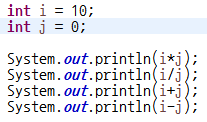 int i = 10;
int j = 0;
System.out.println(i*j);
System.out.println(i/j);
System.out.println(i+j);
System.out.println(i-j);